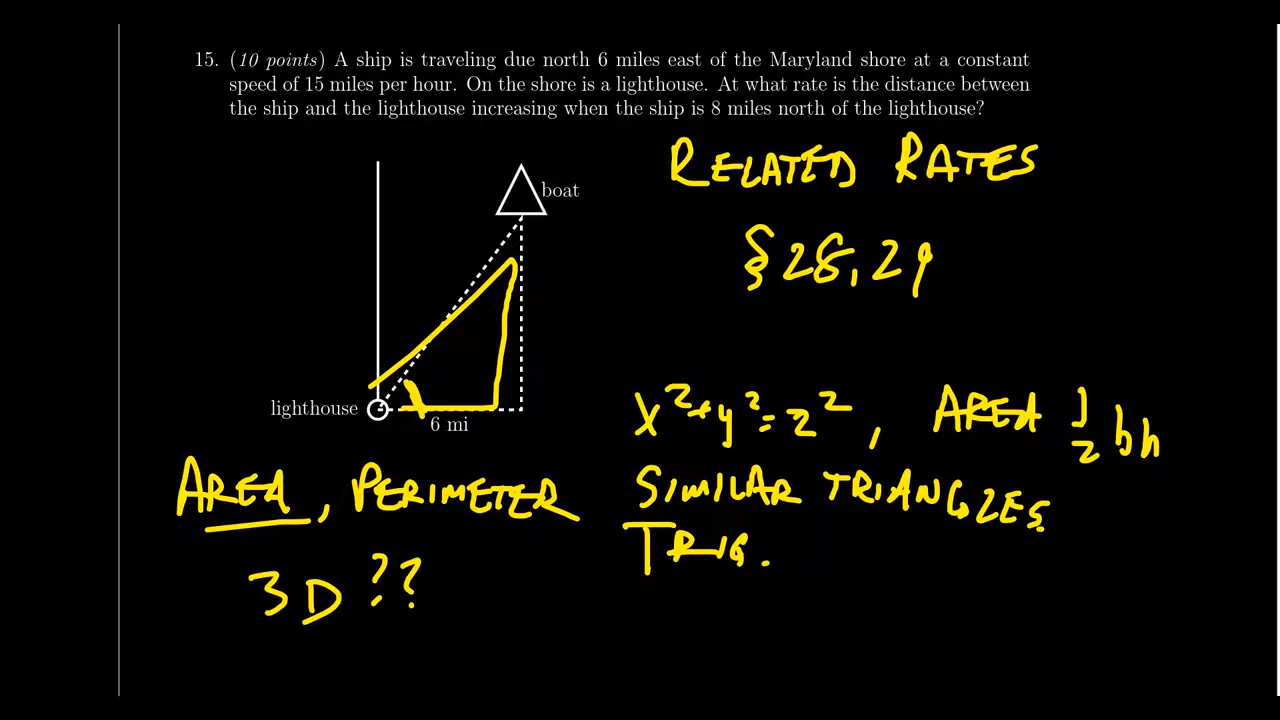 15. (10 points) A ship is traveling due north 6 miles east of the Maryland shore at a constant
speed of 15 miles per hour. On the shore is a lighthouse. At what rate is the distance between
the ship and the lighthouse increasing when the ship is 8 miles north of the lighthouse?
RELATED RATES
boat
§28, 29
x²+y²=z², AREA 1/2 bh
lighthouse
6 mi
AREA, PERIMETER
SIMILAR TRIANGLES
TRIG.
3D ??